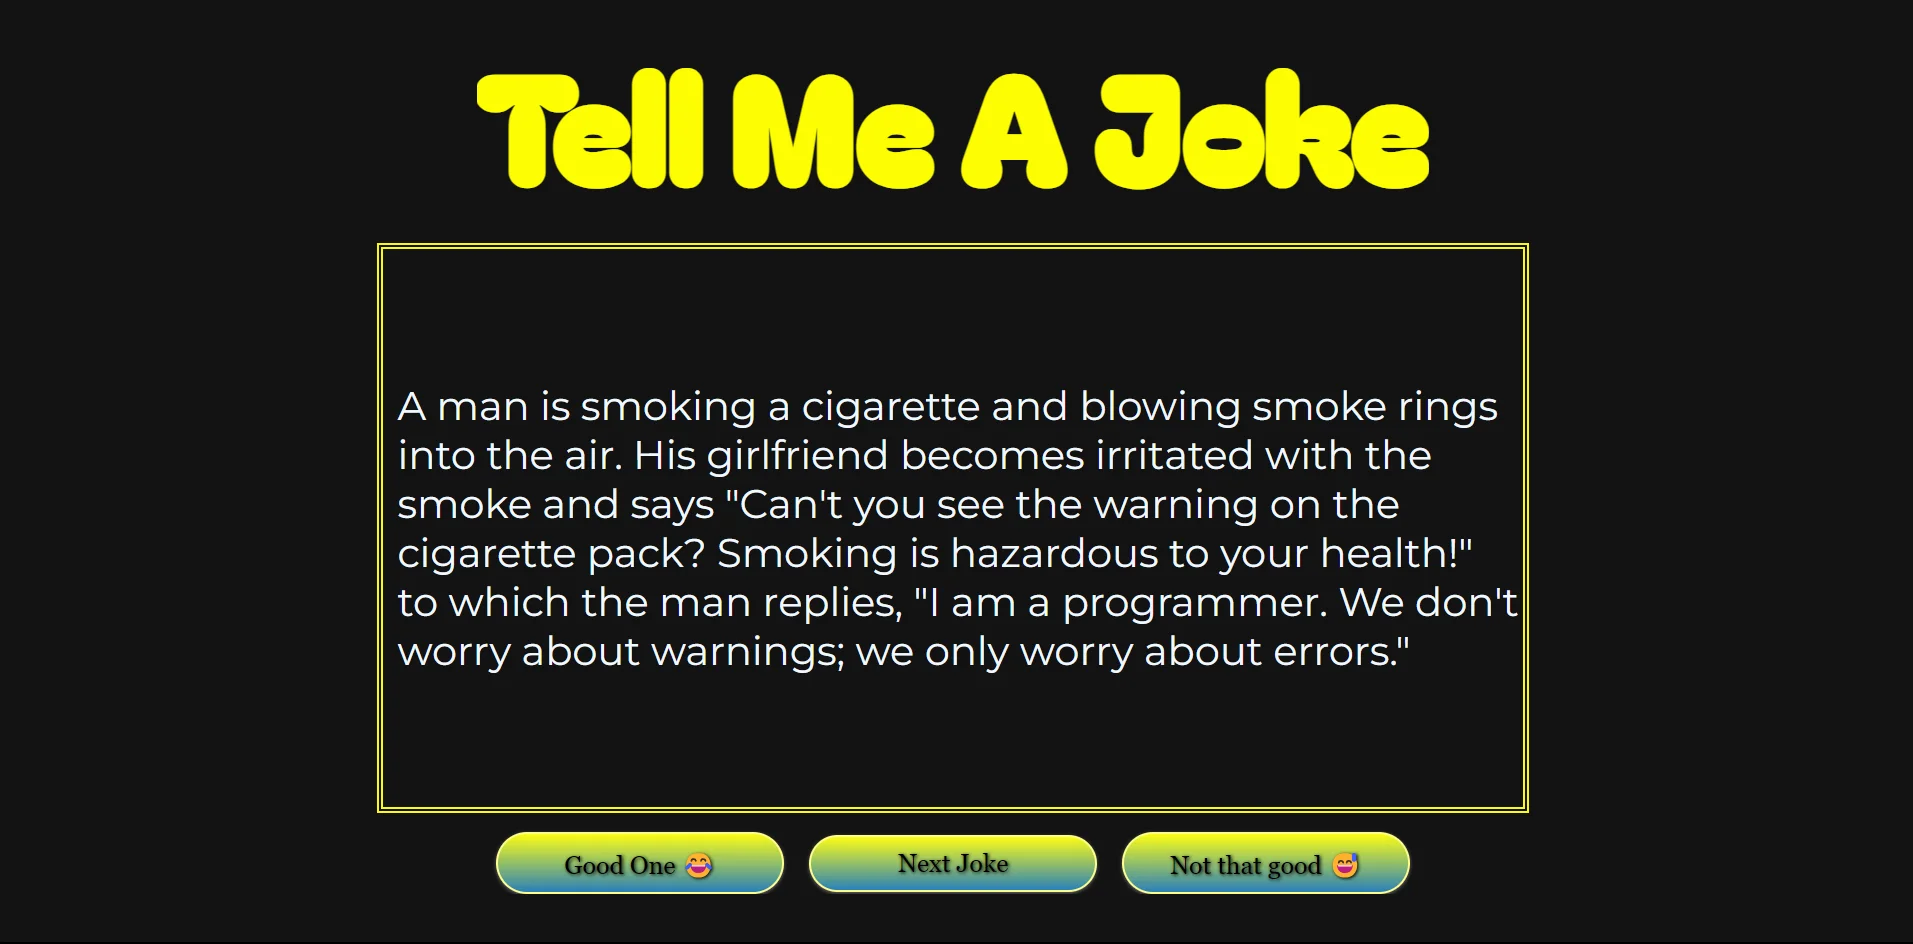 Tell Me A Joke
A man is smoking a cigarette and blowing smoke rings
into the air. His girlfriend becomes irritated with the
smoke and says "Can't you see the warning on the
cigarette pack? Smoking is hazardous to your health!"
to which the man replies, "I am a programmer. We don't
worry about warnings; we only worry about errors."
Good One 😂
Next Joke
Not that good 😅